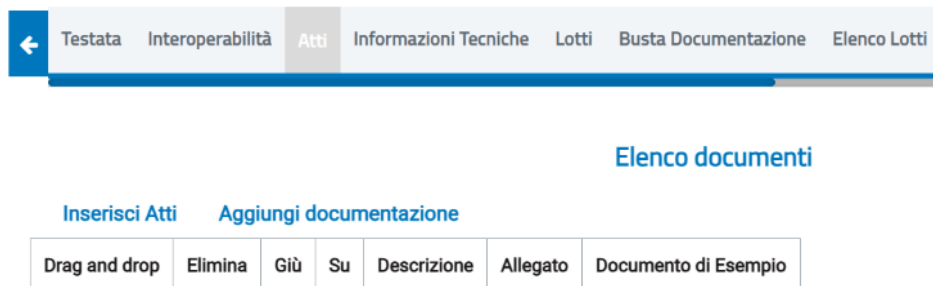 Testata Interoperabilità Atti Informazioni Tecniche Lotti Busta Documentazione Elenco Lotti
Elenco documenti
Inserisci Atti Aggiungi documentazione
Drag and drop Elimina Giù Su Descrizione Allegato Documento di Esempio